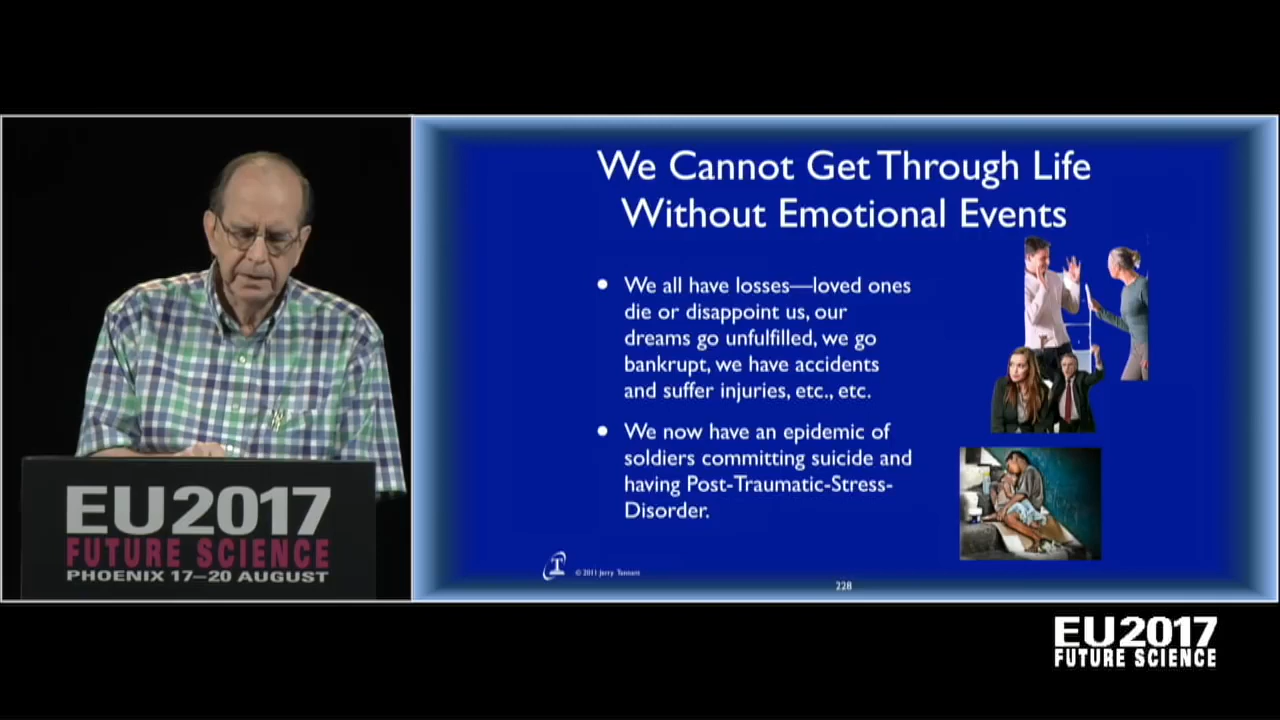 We Cannot Get Through Life
Without Emotional Events
• We all have losses—loved ones
die or disappoint us, our
dreams go unfulfilled, we go
bankrupt, we have accidents
and suffer injuries, etc., etc.
• We now have an epidemic of
soldiers committing suicide and
having Post-Traumatic-Stress-
Disorder.
T
© 2011 Jerry Tennant
228
EU2017
FUTURE SCIENCE
PHOENIX 17–20 AUGUST
EU2017
FUTURE SCIENCE